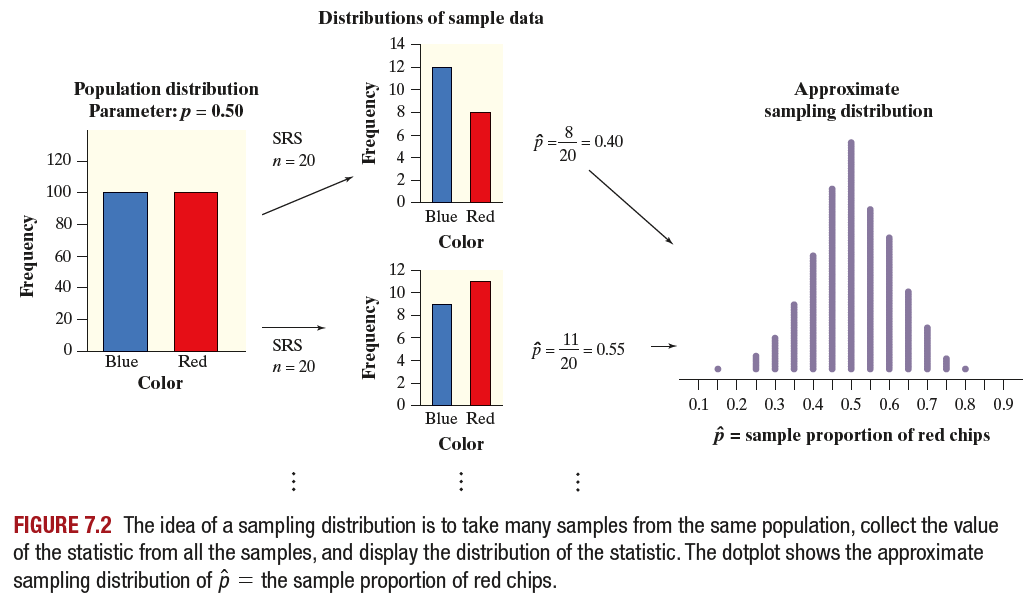 Distributions of sample data
Population distribution
Parameter: p = 0.50
Frequency
120
100
80
60
40
20
0
Blue Red
Color
SRS
n = 20
SRS
n = 20
Frequency
14
12
10
8
6
4
2
0
Blue Red
Color
Frequency
12
10
8
6
4
2
0
Blue Red
Color
p̂ = 8/20 = 0.40
p̂ = 11/20 = 0.55
Approximate
sampling distribution
0.1 0.2 0.3 0.4 0.5 0.6 0.7 0.8 0.9
p̂ = sample proportion of red chips
⋮ ⋮ ⋮
FIGURE 7.2 The idea of a sampling distribution is to take many samples from the same population, collect the value
of the statistic from all the samples, and display the distribution of the statistic. The dotplot shows the approximate
sampling distribution of p̂ = the sample proportion of red chips.